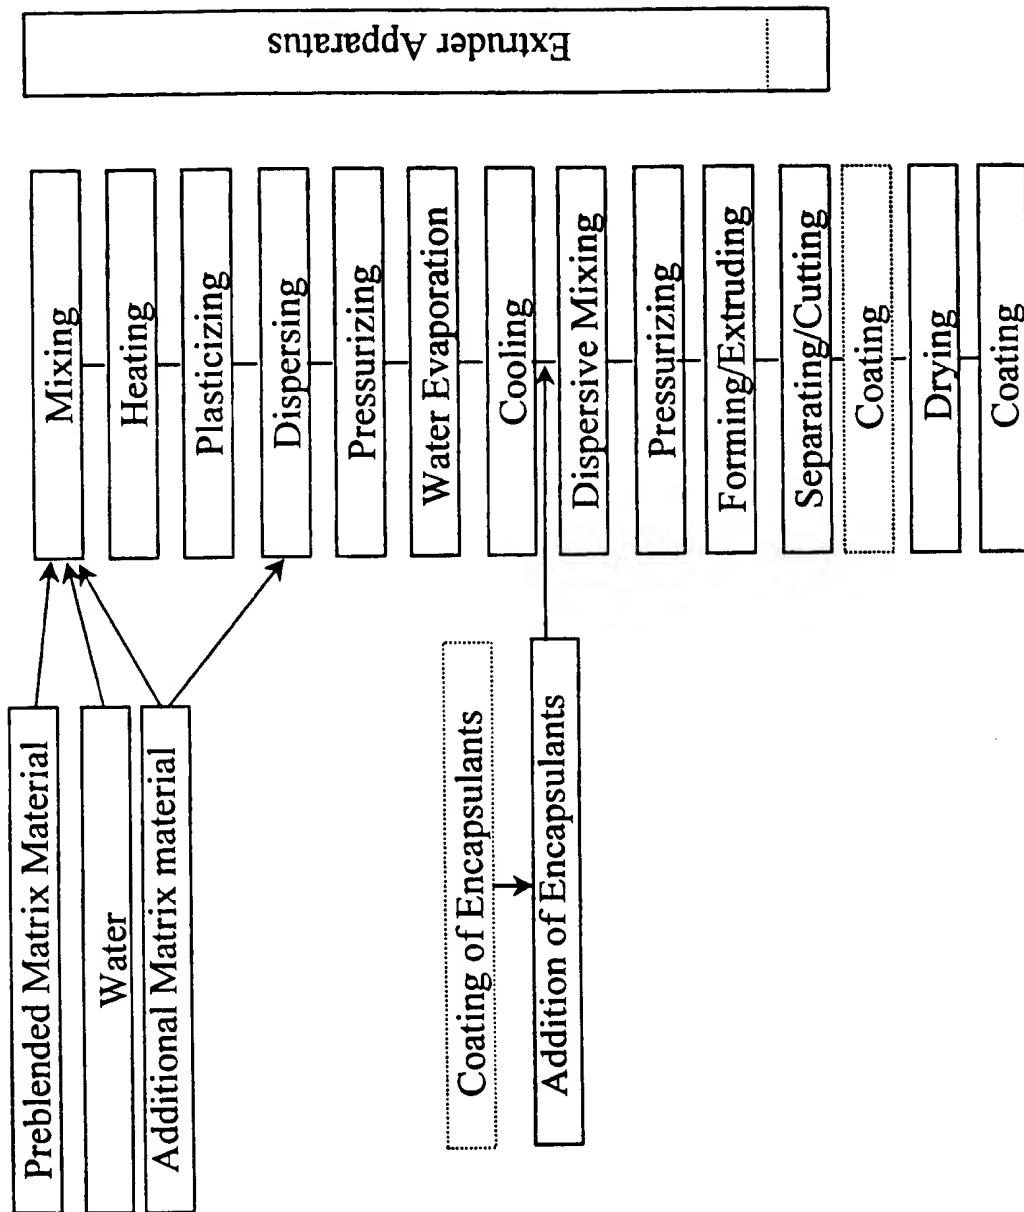 Preblended Matrix Material
Water
Additional Matrix material
Coating of Encapsulants
Addition of Encapsulants
Mixing
Heating
Plasticizing
Dispersing
Pressurizing
Water Evaporation
Cooling
Dispersive Mixing
Pressurizing
Forming/Extruding
Separating/Cutting
Coating
Drying
Coating
Extruder Apparatus